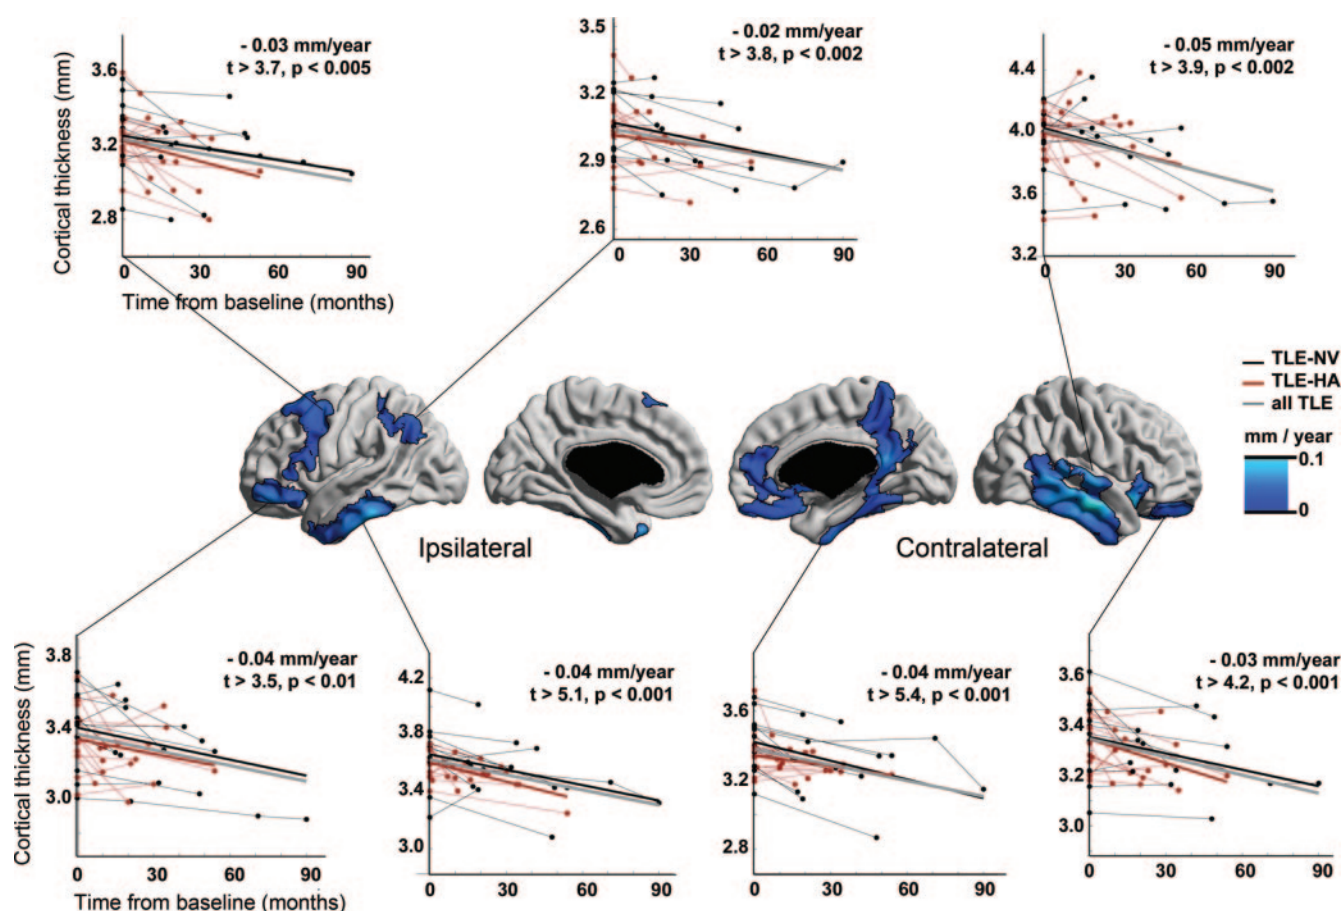 - 0.03 mm/year
t > 3.7, p < 0.005
Cortical thickness (mm)
3.6
3.2
2.8
0 30 60 90
Time from baseline (months)
- 0.02 mm/year
t > 3.8, p < 0.002
3.5
3.2
2.9
2.6
0 30 60 90
- 0.05 mm/year
t > 3.9, p < 0.002
4.4
4.0
3.6
3.2
0 30 60 90
TLE-NV
TLE-HA
all TLE
mm / year
0.1
0
Ipsilateral
Contralateral
- 0.04 mm/year
t > 3.5, p < 0.01
Cortical thickness (mm)
3.8
3.4
3.0
0 30 60 90
Time from baseline (months)
- 0.04 mm/year
t > 5.1, p < 0.001
4.2
3.8
3.4
3.0
0 30 60 90
- 0.04 mm/year
t > 5.4, p < 0.001
3.6
3.2
2.8
0 30 60 90
- 0.03 mm/year
t > 4.2, p < 0.001
3.6
3.4
3.2
3.0
0 30 60 90